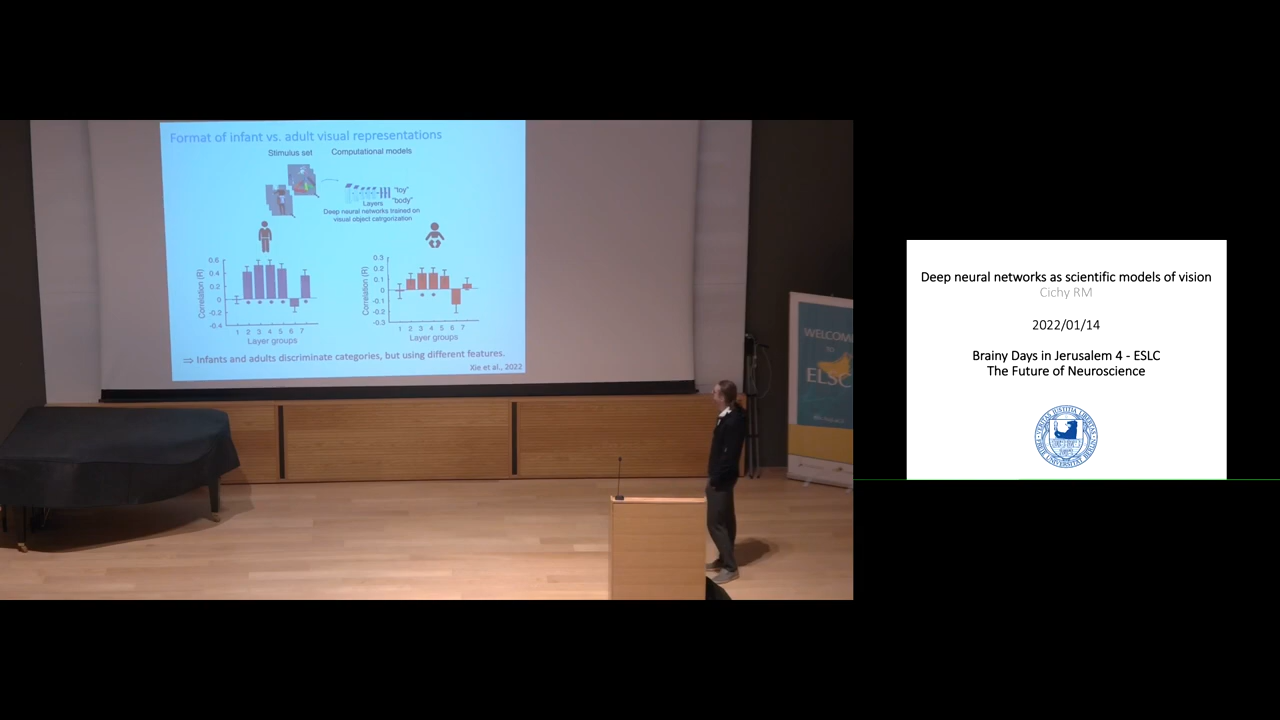 Format of infant vs. adult visual representations
Stimulus set
Computational models
"toy"
"body"
Layers
Deep neural networks trained on
visual object catrgorization
Correlation (R)
0.6
0.4
0.2
0
-0.2
-0.4
1 2 3 4 5 6 7
Layer groups
Correlation (R)
0.3
0.2
0.1
0
-0.1
-0.2
-0.3
1 2 3 4 5 6 7
Layer groups
⇒ Infants and adults discriminate categories, but using different features.
Xie et al., 2022
WELCOME
TO
ELSC
Deep neural networks as scientific models of vision
Cichy RM
2022/01/14
Brainy Days in Jerusalem 4 - ESLC
The Future of Neuroscience